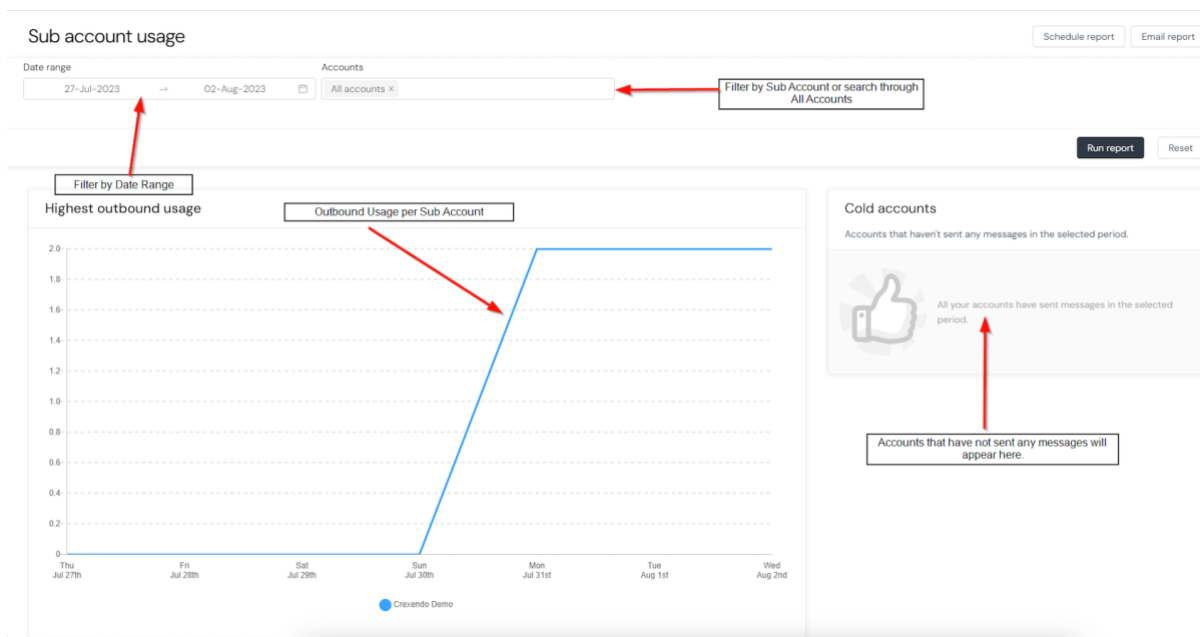 Sub account usage
Schedule report
Email report
Date range
Accounts
27-Jul-2023 → 02-Aug-2023
All accounts ×
Filter by Sub Account or search through
All Accounts
Run report
Reset
Filter by Date Range
Highest outbound usage
Outbound Usage per Sub Account
Cold accounts
Accounts that haven't sent any messages in the selected period.
2.0
1.8
1.6
1.4
1.2
1.0
0.8
0.6
0.4
0.2
0
All your accounts have sent messages in the selected
period.
Accounts that have not sent any messages will
appear here.
Thu Fri Sat Sun Mon Tue Wed
Jul 27th Jul 28th Jul 29th Jul 30th Jul 31st Aug 1st Aug 2nd
Crexendo Demo